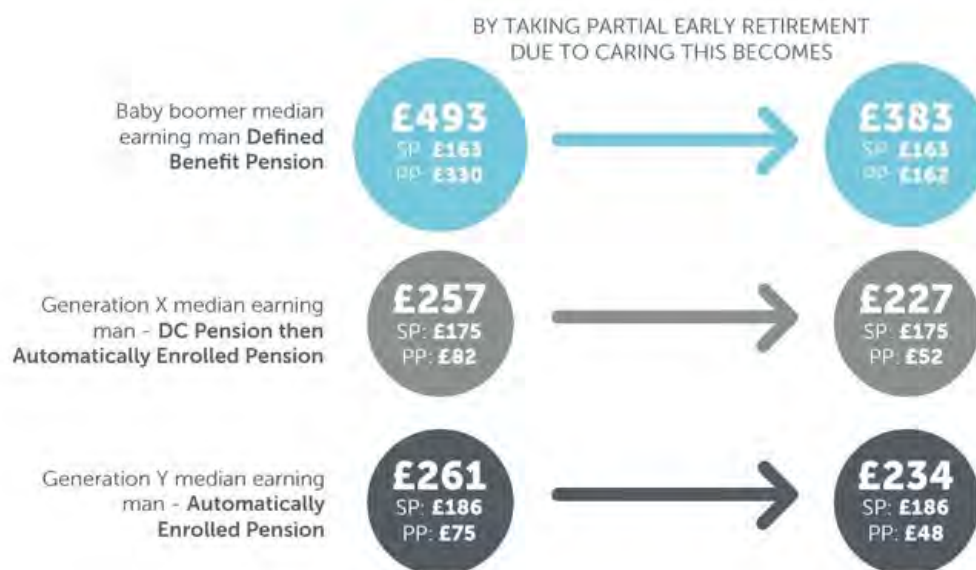 BY TAKING PARTIAL EARLY RETIREMENT
DUE TO CARING THIS BECOMES
Baby boomer median
earning man Defined
Benefit Pension
£493
SP: £163
PP: £330
£383
SP: £163
PP: £162
Generation X median earning
man - DC Pension then
Automatically Enrolled Pension
£257
SP: £175
PP: £82
£227
SP: £175
PP: £52
Generation Y median earning
man - Automatically
Enrolled Pension
£261
SP: £186
PP: £75
£234
SP: £186
PP: £48